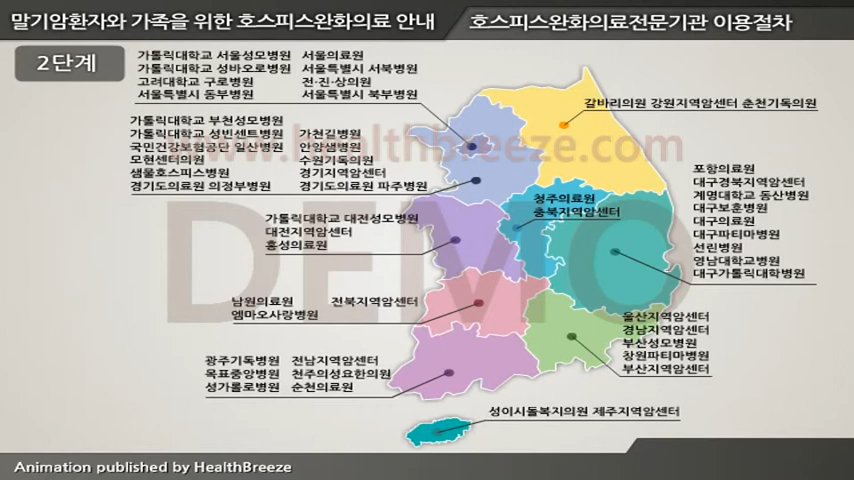 말기암환자와 가족을 위한 호스피스완화의료 안내
호스피스완화의료전문기관 이용절차
2단계
가톨릭대학교 서울성모병원 서울의료원
가톨릭대학교 성바오로병원 서울특별시 서북병원
고려대학교 구로병원 전·진·상의원
서울특별시 동부병원 서울특별시 북부병원
갈바리의원 강원지역암센터 춘천기독의원
가톨릭대학교 부천성모병원
가톨릭대학교 성빈센트병원 가천길병원
국민건강보험공단 일산병원 안양샘병원
모현센터의원 수원기독의원
샘물호스피스병원 경기지역암센터
경기도의료원 의정부병원 경기도의료원 파주병원
www.healthbreeze.com
포항의료원
대구경북지역암센터
계명대학교 동산병원
대구보훈병원
대구의료원
대구파티마병원
선린병원
영남대학교병원
대구가톨릭대학병원
청주의료원
충북지역암센터
가톨릭대학교 대전성모병원
대전지역암센터
홍성의료원
DEMO
남원의료원 전북지역암센터
엠마오사랑병원
울산지역암센터
경남지역암센터
부산성모병원
창원파티마병원
부산지역암센터
광주기독병원 전남지역암센터
목표중앙병원 천주의성요한의원
성가롤로병원 순천의료원
성이시돌복지의원 제주지역암센터
Animation published by HealthBreeze